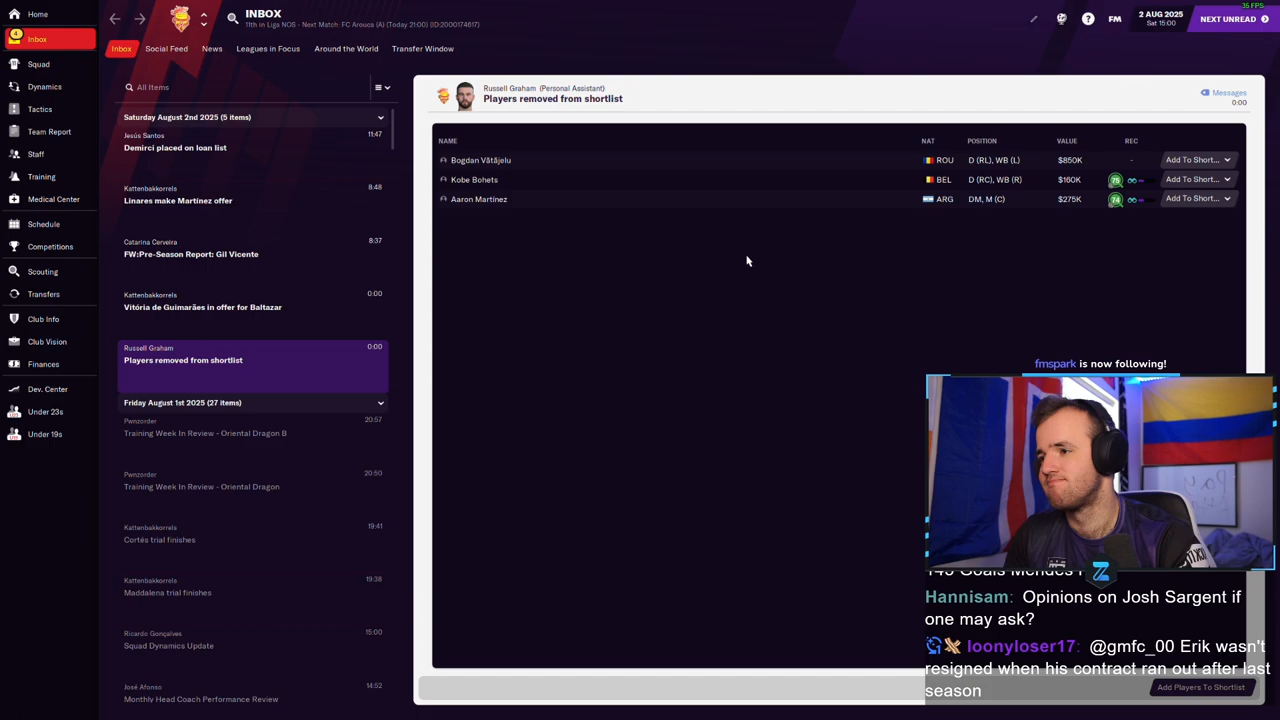 35 FPS
Home
INBOX
11th in Liga NOS - Next Match: FC Arouca (A) (Today 21:00) (ID:2000174617)
FM
2 AUG 2025
Sat 15:00
NEXT UNREAD
4
Inbox
Squad
Dynamics
Tactics
Team Report
Staff
Training
Medical Center
Schedule
Competitions
Scouting
Transfers
Club Info
Club Vision
Finances
Dev. Center
Under 23s
Under 19s
Inbox
Social Feed
News
Leagues in Focus
Around the World
Transfer Window
All Items
Saturday August 2nd 2025 (5 items)
Jesús Santos 11:47
Demirci placed on loan list
Kattenbakkorrels 8:48
Linares make Martínez offer
Catarina Cerveira 8:37
FW:Pre-Season Report: Gil Vicente
Kattenbakkorrels 0:00
Vitória de Guimarães in offer for Baltazar
Russell Graham 0:00
Players removed from shortlist
Friday August 1st 2025 (27 items)
Pwnzorder 20:57
Training Week In Review - Oriental Dragon B
Pwnzorder 20:50
Training Week In Review - Oriental Dragon
Kattenbakkorrels 19:41
Cortés trial finishes
Kattenbakkorrels 19:38
Maddalena trial finishes
Ricardo Gonçalves 15:00
Squad Dynamics Update
José Afonso 14:52
Monthly Head Coach Performance Review
Russell Graham (Personal Assistant)
Players removed from shortlist
Messages
0:00
NAME NAT POSITION VALUE REC
Bogdan Vătăjelu ROU D (RL), WB (L) $850K - Add To Short...
Kobe Bohets BEL D (RC), WB (R) $160K 75 Add To Short...
Aaron Martínez ARG DM, M (C) $275K 74 Add To Short...
fmspark is now following!
Hannisam: Opinions on Josh Sargent if
one may ask?
loonyloser17: @gmfc_00 Erik wasn't
resigned when his contract ran out after last
season
Add Players To Shortlist